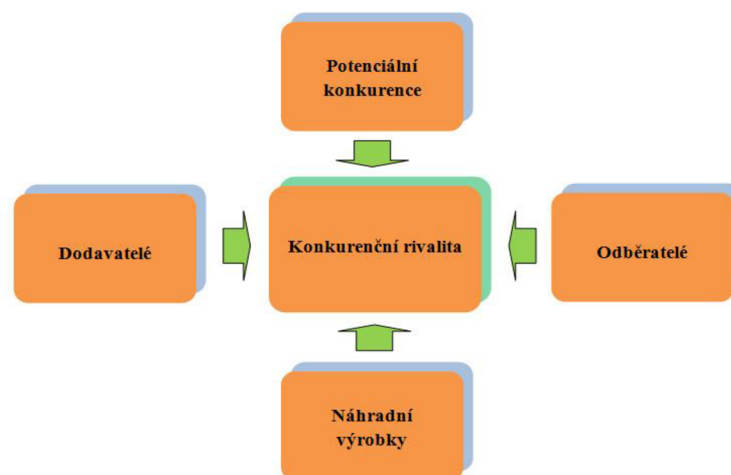 Potenciální
konkurence
Dodavatelé
Konkurenční rivalita
Odběratelé
Náhradní
výrobky